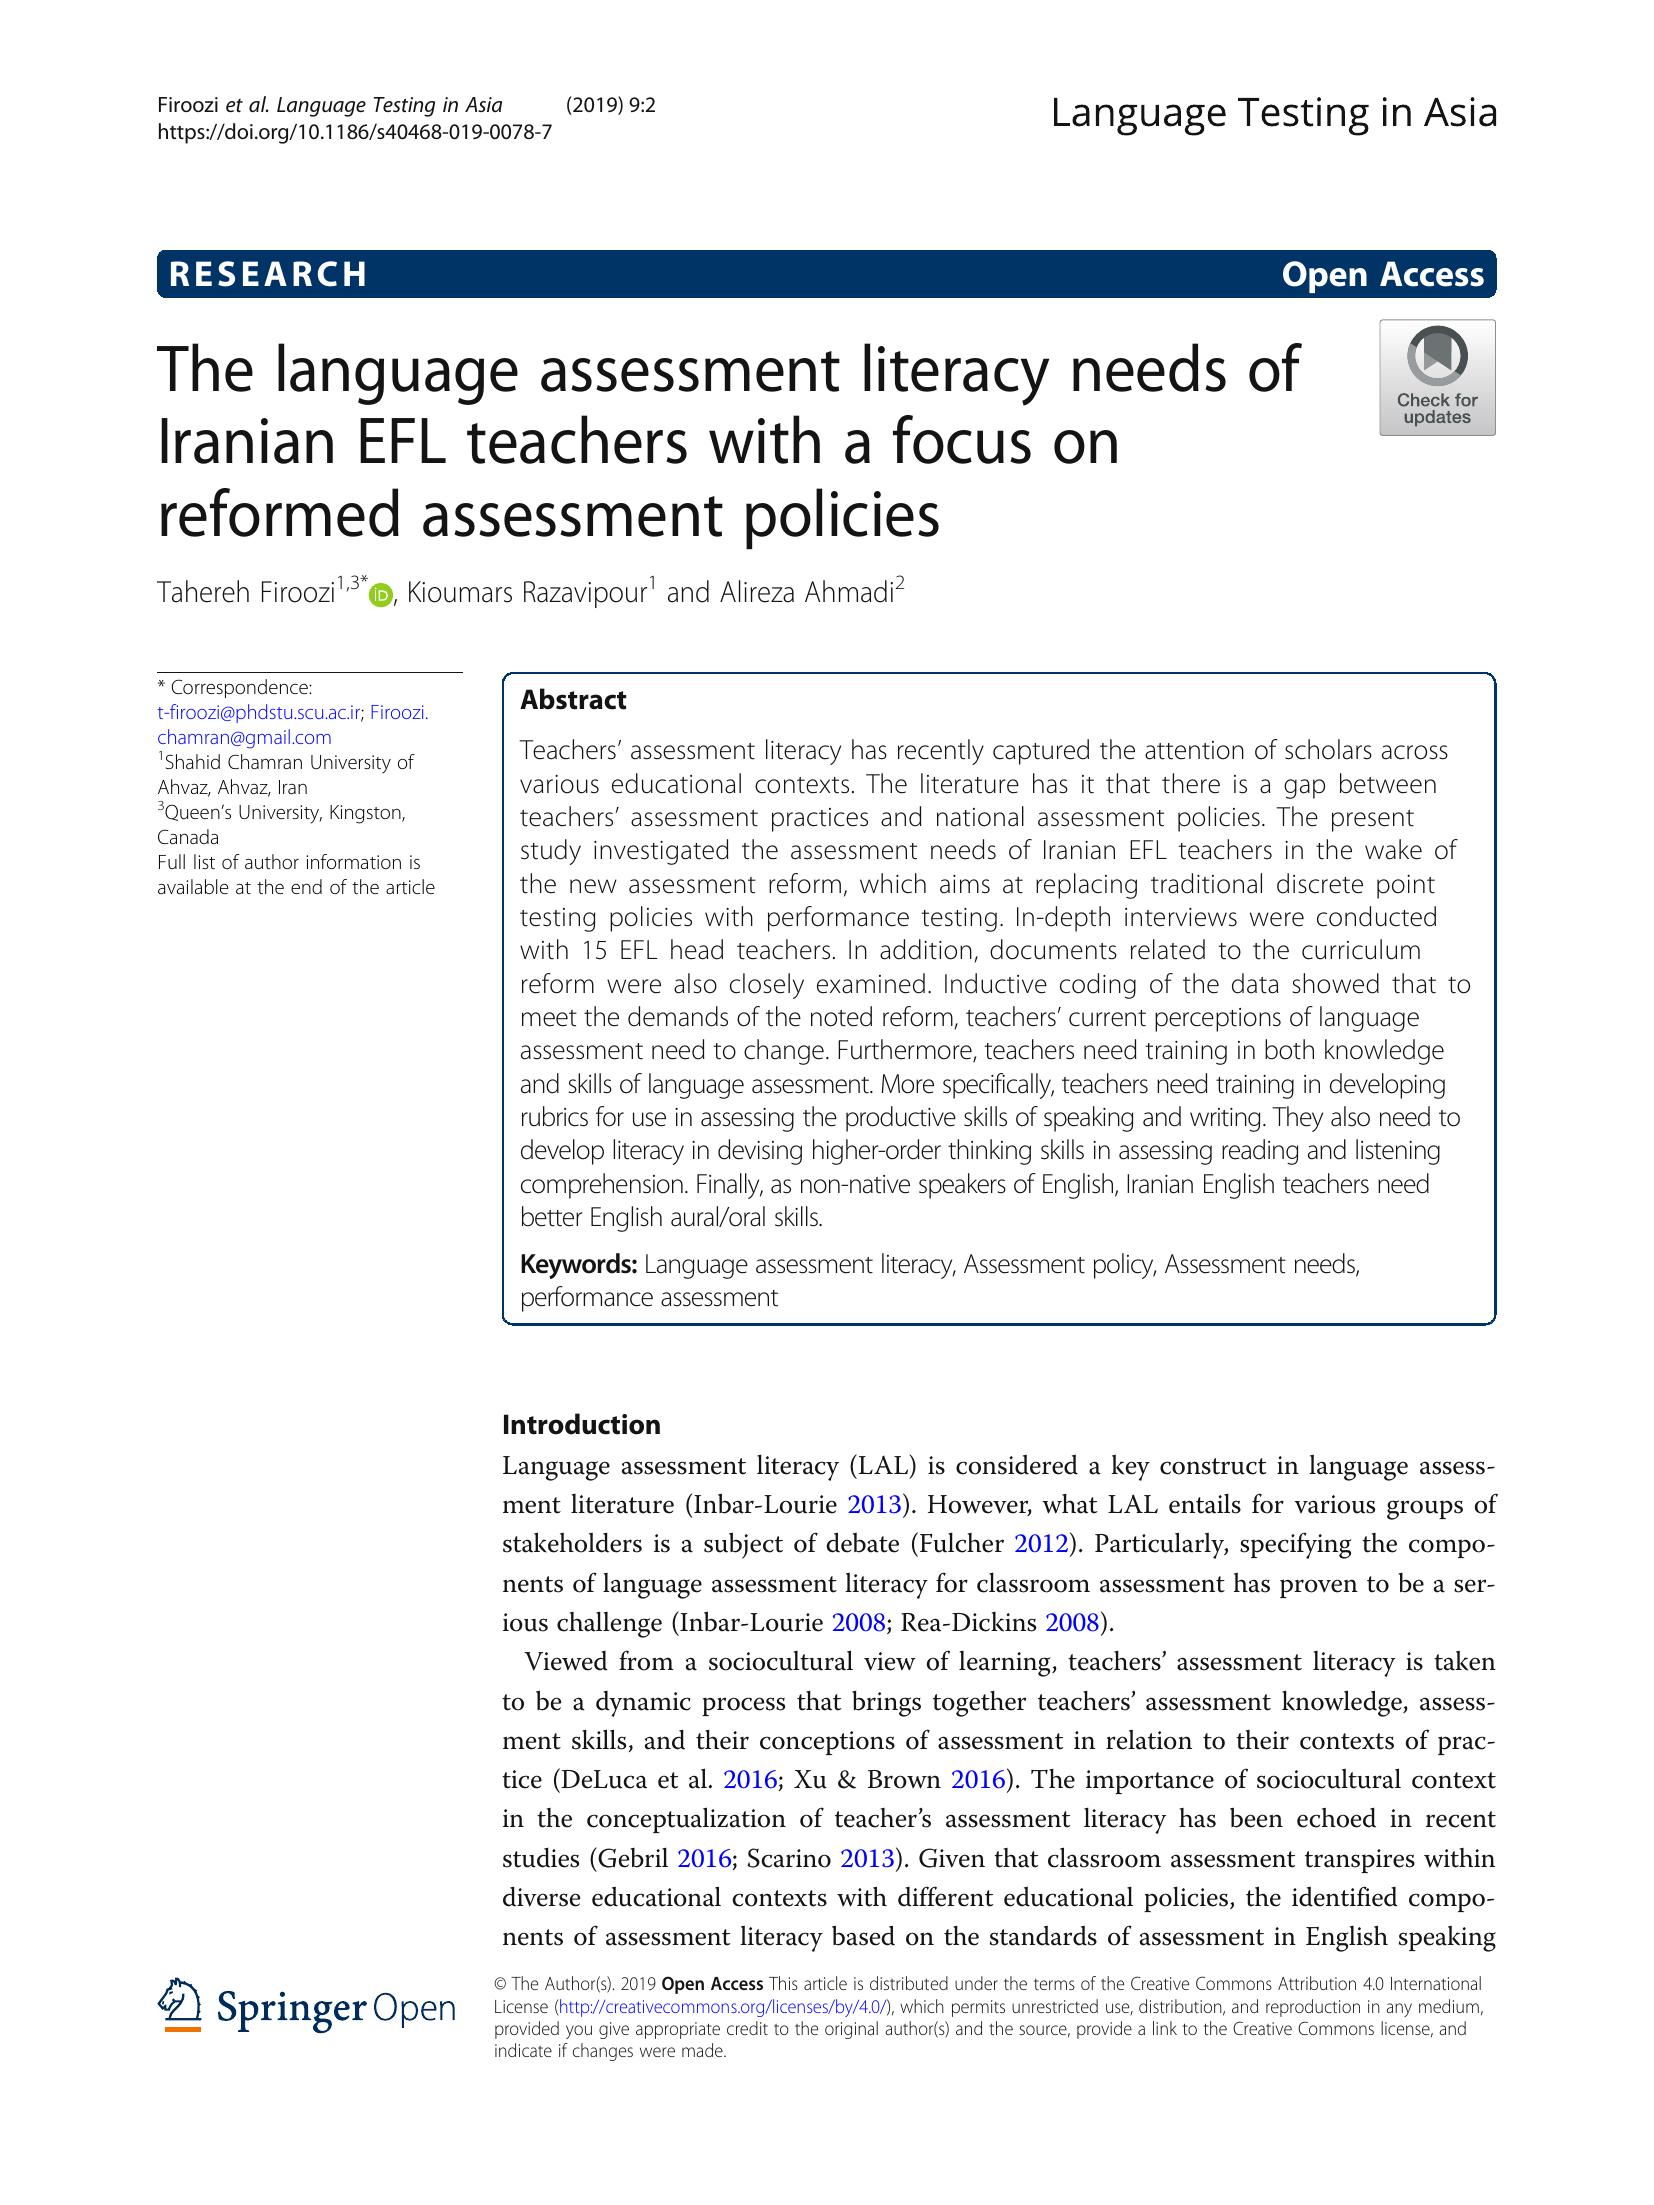 Firoozi et al. Language Testing in Asia (2019) 9:2
https://doi.org/10.1186/s40468-019-0078-7
Language Testing in Asia
RESEARCH Open Access
The language assessment literacy needs of
Iranian EFL teachers with a focus on
reformed assessment policies
Check for
updates
Tahereh Firoozi1,3* iD, Kioumars Razavipour1 and Alireza Ahmadi2
* Correspondence:
t-firoozi@phdstu.scu.ac.ir; Firoozi.
chamran@gmail.com
1Shahid Chamran University of
Ahvaz, Ahvaz, Iran
3Queen's University, Kingston,
Canada
Full list of author information is
available at the end of the article
Abstract
Teachers' assessment literacy has recently captured the attention of scholars across
various educational contexts. The literature has it that there is a gap between
teachers' assessment practices and national assessment policies. The present
study investigated the assessment needs of Iranian EFL teachers in the wake of
the new assessment reform, which aims at replacing traditional discrete point
testing policies with performance testing. In-depth interviews were conducted
with 15 EFL head teachers. In addition, documents related to the curriculum
reform were also closely examined. Inductive coding of the data showed that to
meet the demands of the noted reform, teachers' current perceptions of language
assessment need to change. Furthermore, teachers need training in both knowledge
and skills of language assessment. More specifically, teachers need training in developing
rubrics for use in assessing the productive skills of speaking and writing. They also need to
develop literacy in devising higher-order thinking skills in assessing reading and listening
comprehension. Finally, as non-native speakers of English, Iranian English teachers need
better English aural/oral skills.
Keywords: Language assessment literacy, Assessment policy, Assessment needs,
performance assessment
Introduction
Language assessment literacy (LAL) is considered a key construct in language assess-
ment literature (Inbar-Lourie 2013). However, what LAL entails for various groups of
stakeholders is a subject of debate (Fulcher 2012). Particularly, specifying the compo-
nents of language assessment literacy for classroom assessment has proven to be a ser-
ious challenge (Inbar-Lourie 2008; Rea-Dickins 2008).
Viewed from a sociocultural view of learning, teachers' assessment literacy is taken
to be a dynamic process that brings together teachers' assessment knowledge, assess-
ment skills, and their conceptions of assessment in relation to their contexts of prac-
tice (DeLuca et al. 2016; Xu & Brown 2016). The importance of sociocultural context
in the conceptualization of teacher's assessment literacy has been echoed in recent
studies (Gebril 2016; Scarino 2013). Given that classroom assessment transpires within
diverse educational contexts with different educational policies, the identified compo-
nents of assessment literacy based on the standards of assessment in English speaking
Springer Open
© The Author(s). 2019 Open Access This article is distributed under the terms of the Creative Commons Attribution 4.0 International
License (http://creativecommons.org/licenses/by/4.0/), which permits unrestricted use, distribution, and reproduction in any medium,
provided you give appropriate credit to the original author(s) and the source, provide a link to the Creative Commons license, and
indicate if changes were made.